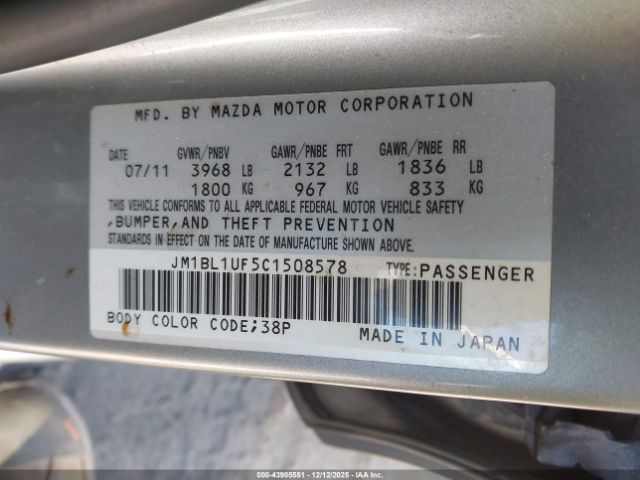 MFD. BY MAZDA MOTOR CORPORATION
DATE GVWR/PNBV GAWR/PNBE FRT GAWR/PNBE RR
07/11 3968 LB 2132 LB 1836 LB
1800 KG 967 KG 833 KG
THIS VEHICLE CONFORMS TO ALL APPLICABLE FEDERAL MOTOR VEHICLE SAFETY
,BUMPER,AND THEFT PREVENTION
STANDARDS IN EFFECT ON THE DATE OF MANUFACTURE SHOWN ABOVE.
JM1BL1UF5C1508578 TYPE:PASSENGER
BODY COLOR CODE;38P MADE IN JAPAN
000-43905551 - 12/12/2025 - IAAI.COM